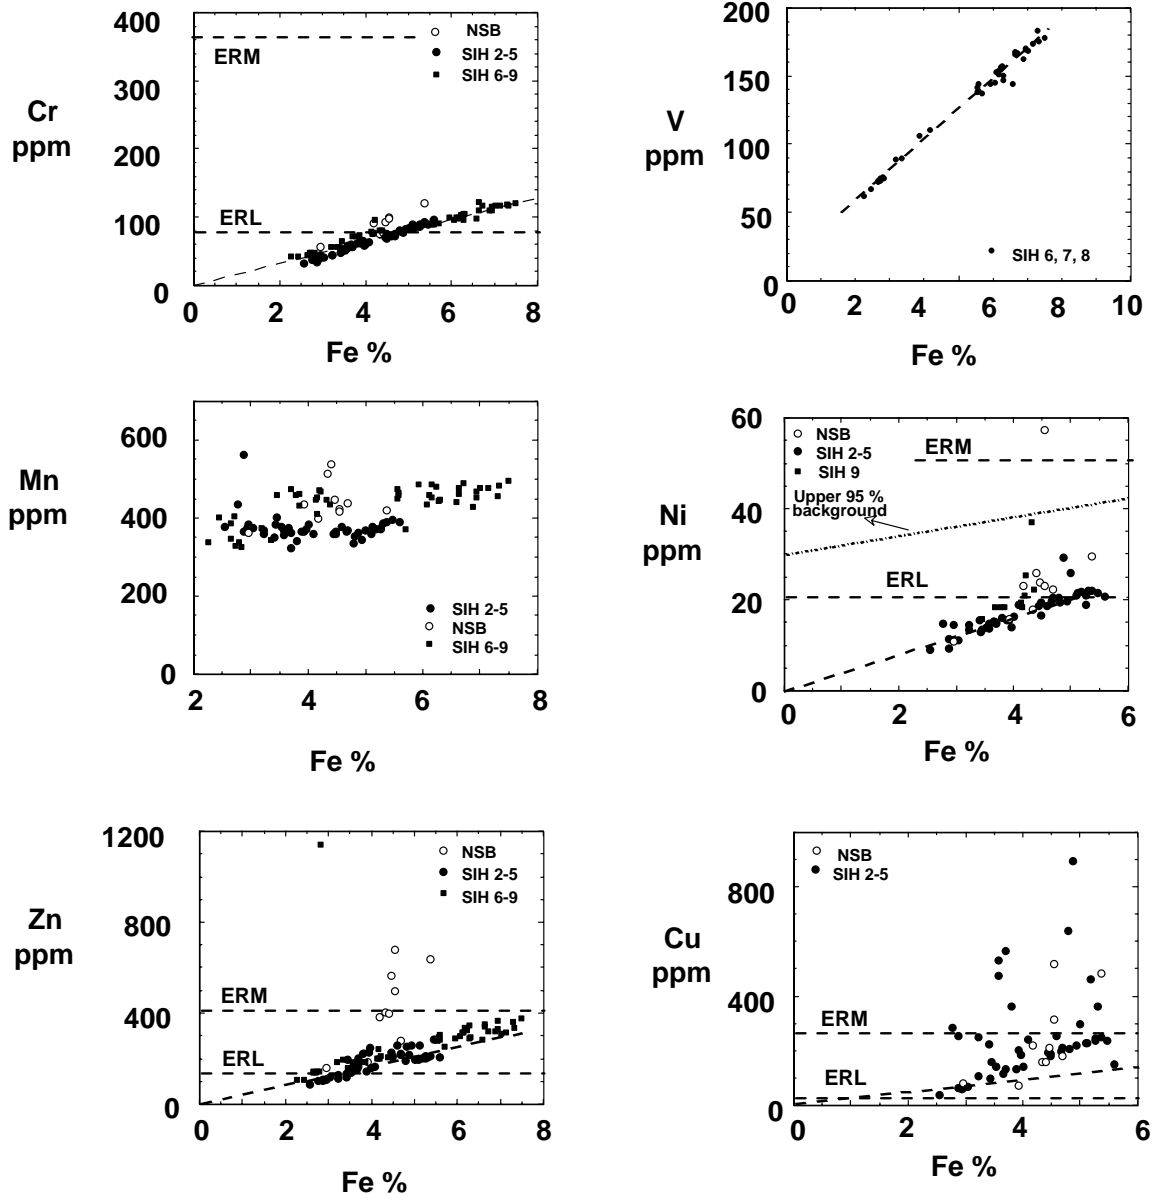 400
300
200
100
0
Cr
ppm
ERM
ERL
NSB
SIH 2-5
SIH 6-9
0 2 4 6 8
Fe %
200
150
100
50
0
V
ppm
SIH 6, 7, 8
0 2 4 6 8 10
Fe %
600
400
200
0
Mn
ppm
SIH 2-5
NSB
SIH 6-9
2 4 6 8
Fe %
60
40
20
0
Ni
ppm
NSB
SIH 2-5
SIH 9
ERM
Upper 95 %
background
ERL
0 2 4 6
Fe %
1200
800
400
0
Zn
ppm
NSB
SIH 2-5
SIH 6-9
ERM
ERL
0 2 4 6 8
Fe %
800
400
0
Cu
ppm
NSB
SIH 2-5
ERM
ERL
0 2 4 6
Fe %